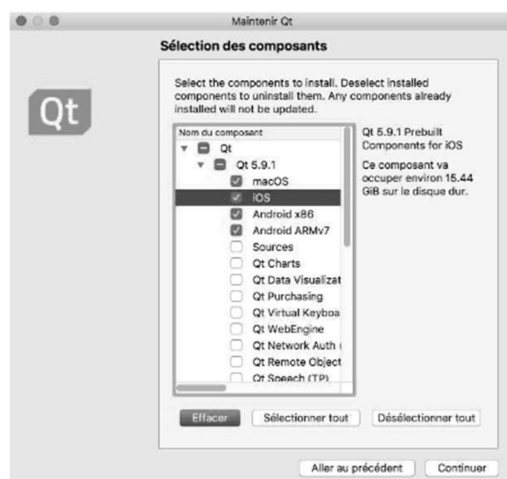 Maintenir Qt
Sélection des composants
Qt
Select the components to install. Deselect installed
components to uninstall them. Any components already
installed will not be updated.
Nom du composant
Qt
Qt 5.9.1
macOS
iOS
Android x86
Android ARMv7
Sources
Qt Charts
Qt Data Visualizat
Qt Purchasing
Qt Virtual Keyboa
Qt WebEngine
Qt Network Auth (
Qt Remote Object
Qt Speech (TP)
Qt 5.9.1 Prebuilt
Components for iOS
Ce composant va
occuper environ 15.44
GiB sur le disque dur.
Effacer Sélectionner tout Désélectionner tout
Aller au précédent Continuer